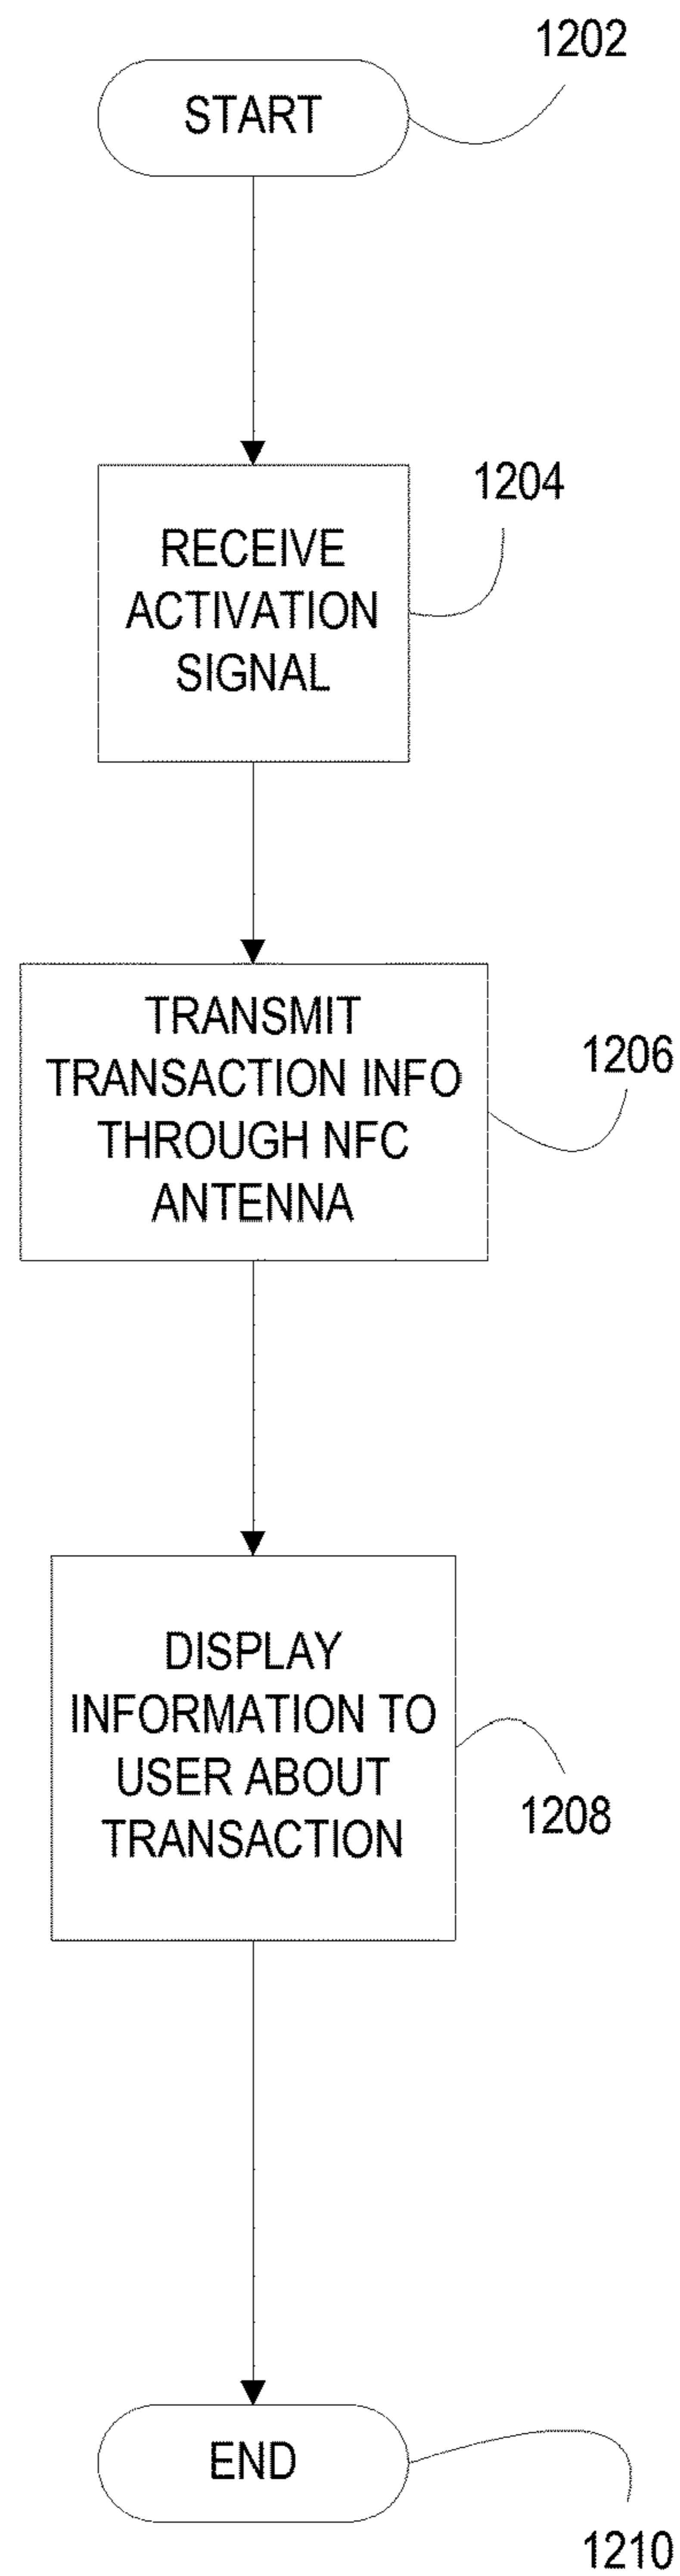 1202
START
1204
RECEIVE
ACTIVATION
SIGNAL
TRANSMIT
TRANSACTION INFO
THROUGH NFC
ANTENNA
1206
DISPLAY
INFORMATION TO
USER ABOUT
TRANSACTION
1208
END
1210